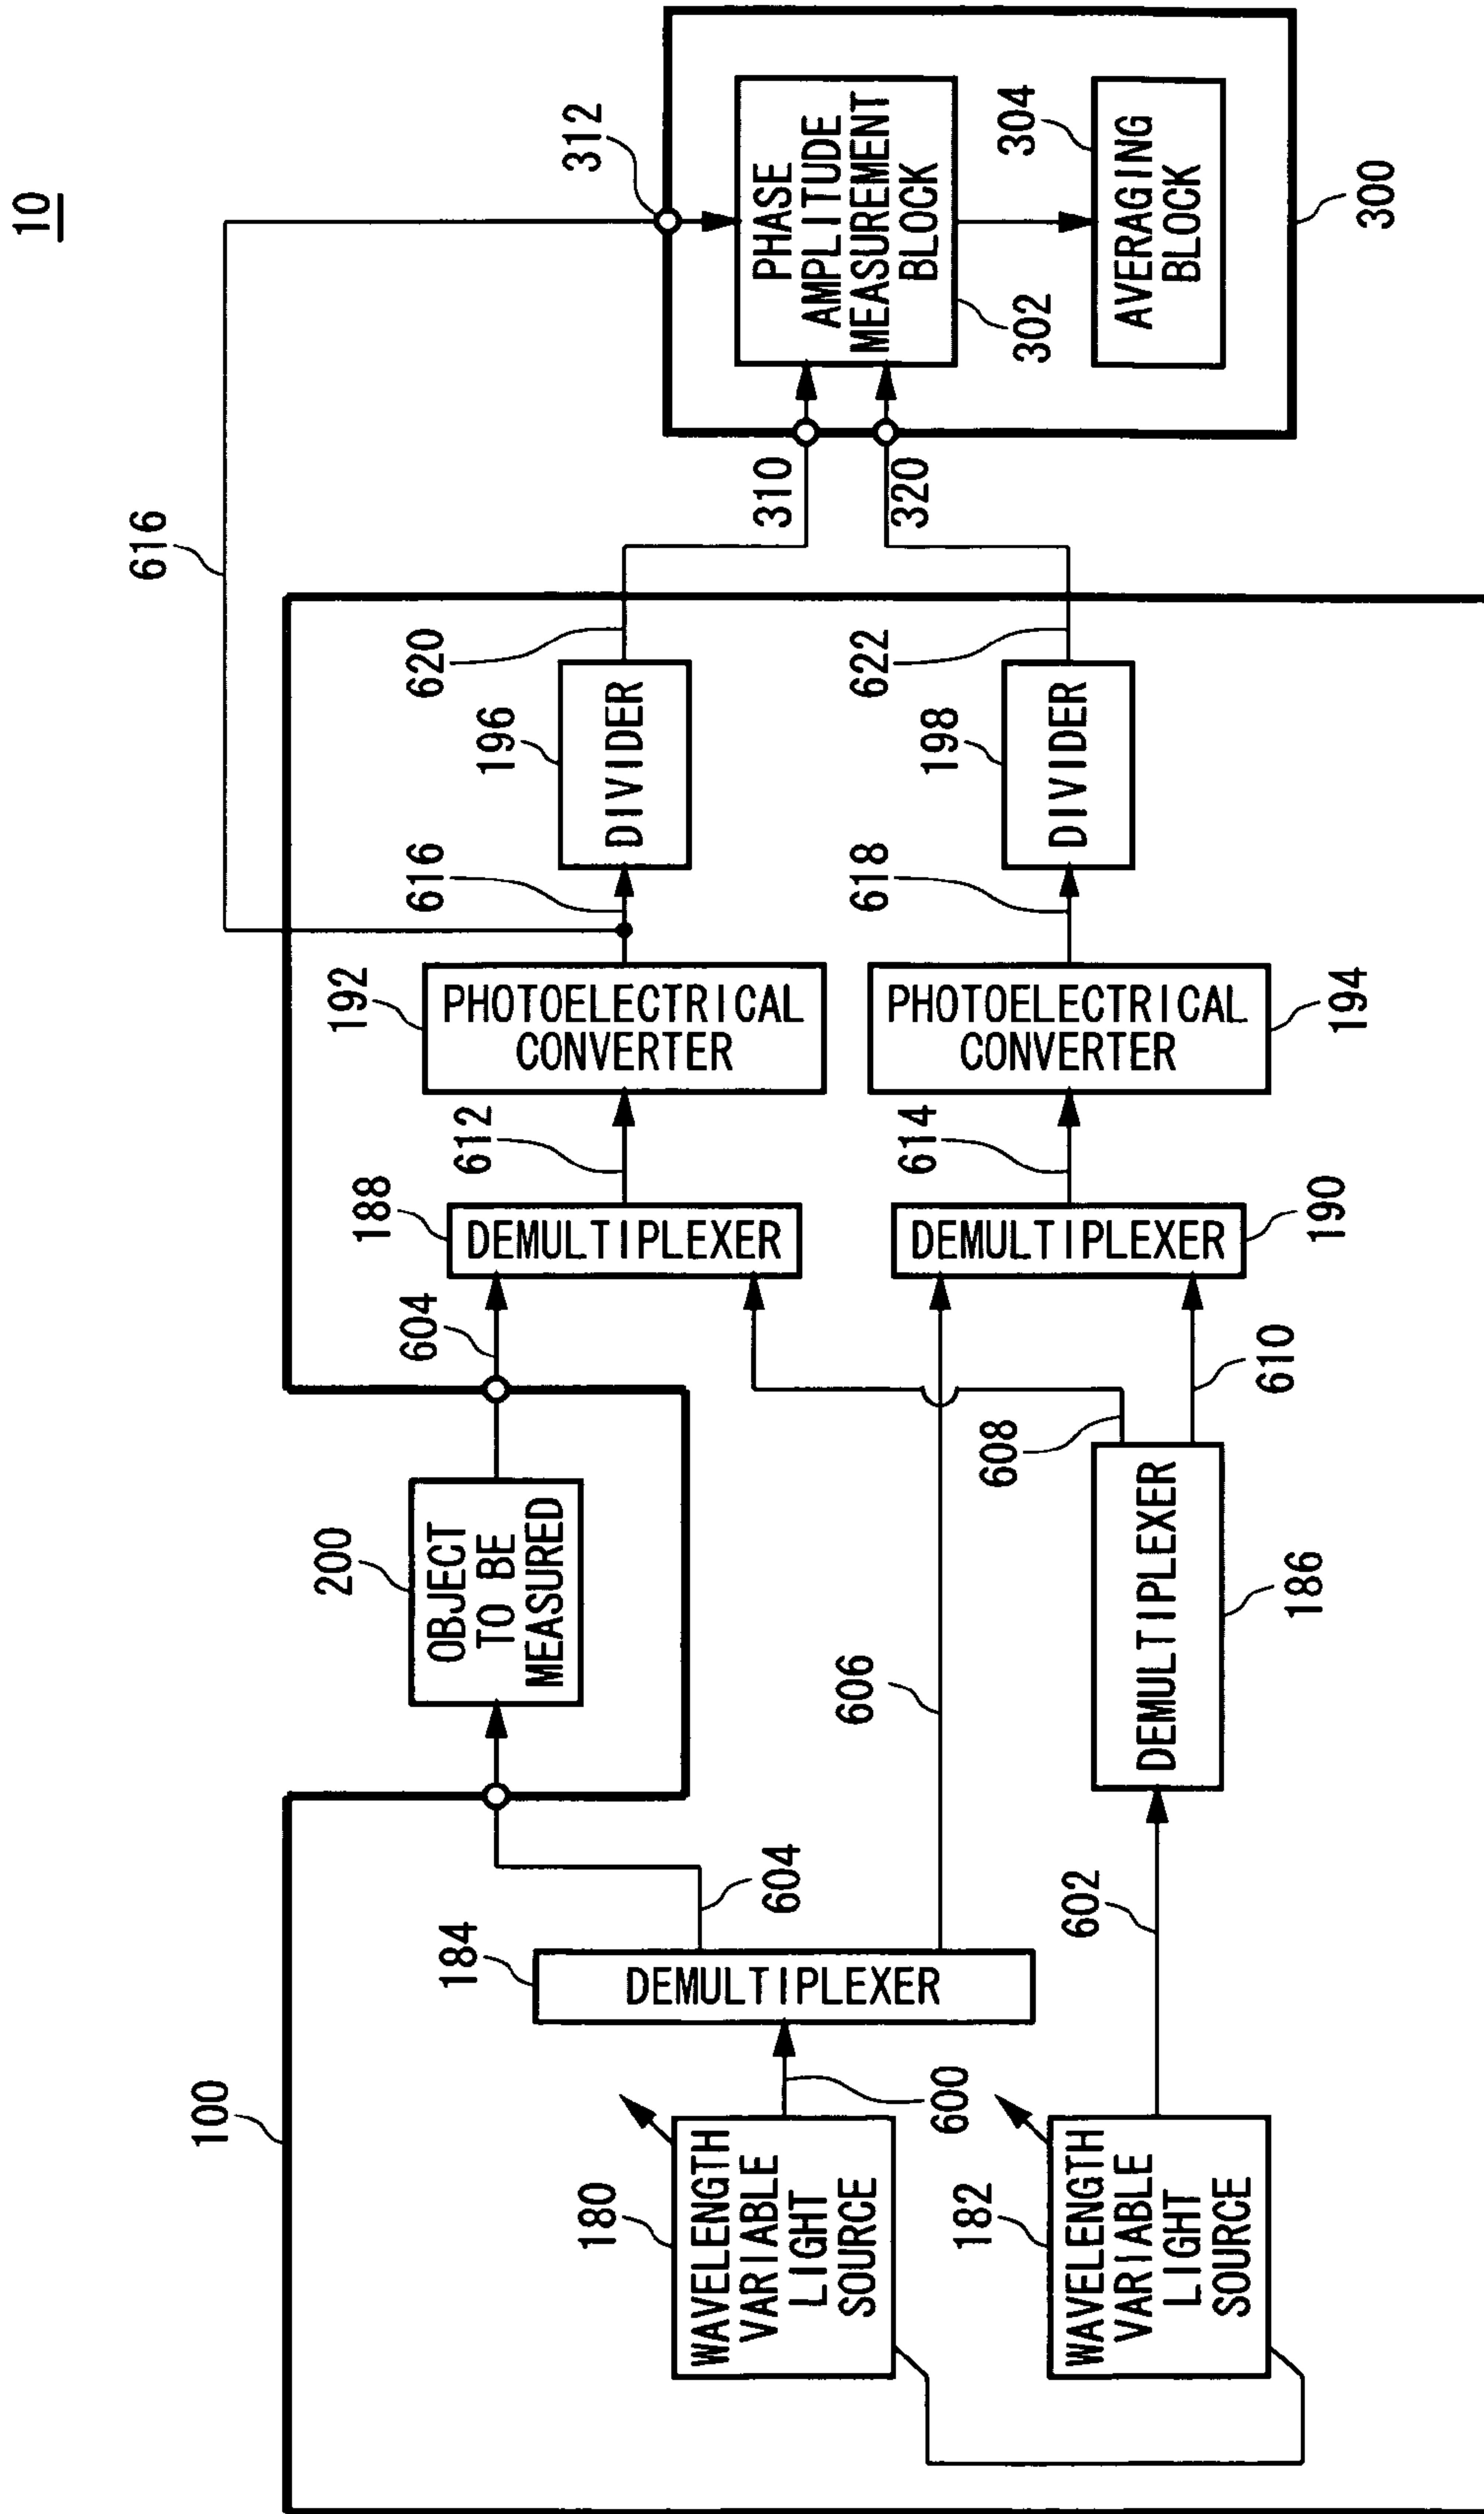 10
616
312
PHASE
AMPLITUDE
MEASUREMENT
BLOCK
302
304
AVERAGING
BLOCK
300
310
320
100
180
WAVELENGTH
VARIABLE
LIGHT
SOURCE
600
182
WAVELENGTH
VARIABLE
LIGHT
SOURCE
602
184
DEMULTIPLEXER
604
606
200
OBJECT
TO BE
MEASURED
604
DEMULTIPLEXER
186
608
610
188
DEMULTIPLEXER
612
DEMULTIPLEXER
190
614
192
PHOTOELECTRICAL
CONVERTER
616
PHOTOELECTRICAL
CONVERTER
194
618
196
DIVIDER
620
198
DIVIDER
622